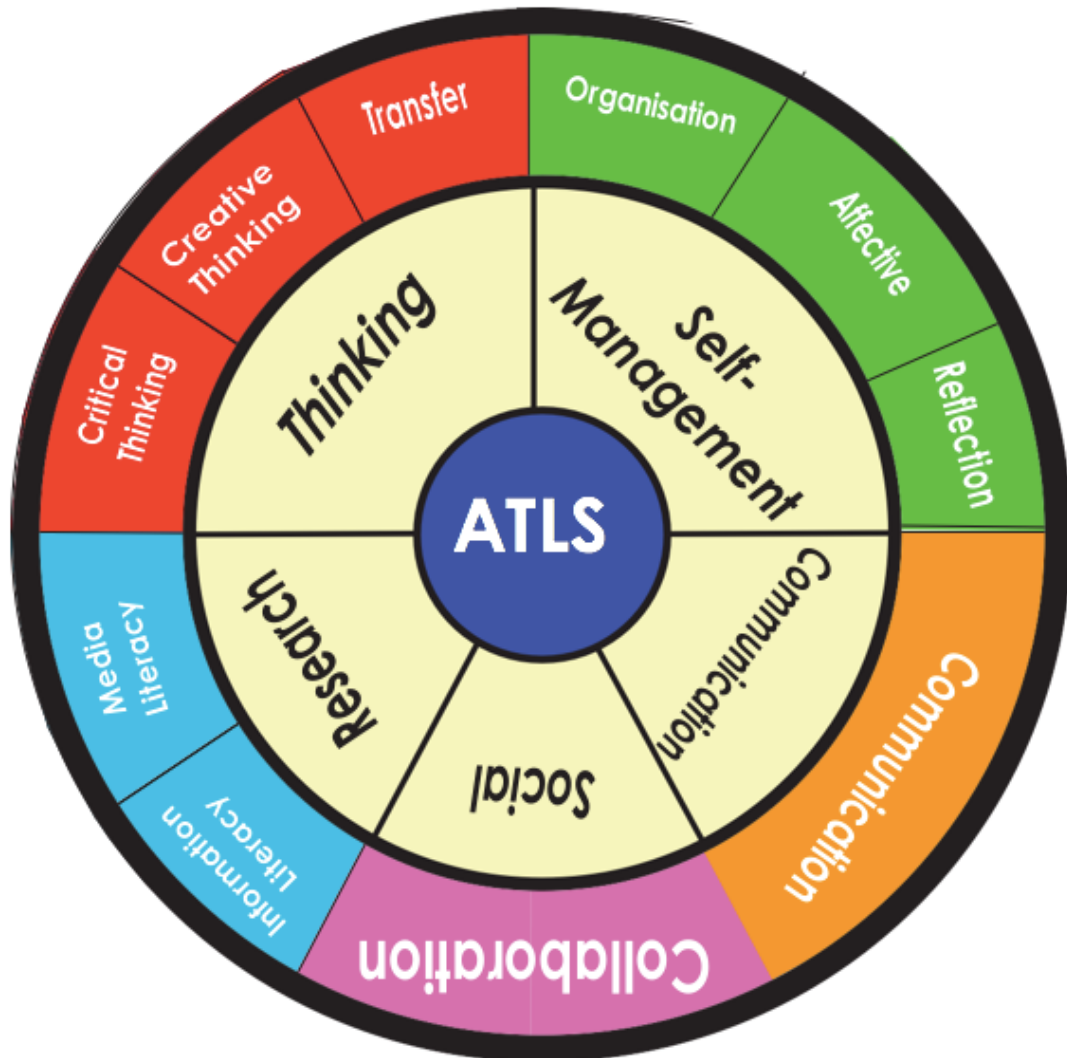 Transfer
Organisation
Creative
Thinking
Affective
Critical
Thinking
Reflection
Thinking
Self-
Management
ATLS
Media
Literacy
Research
Communication
Communication
Social
Information
Literacy
Collaboration